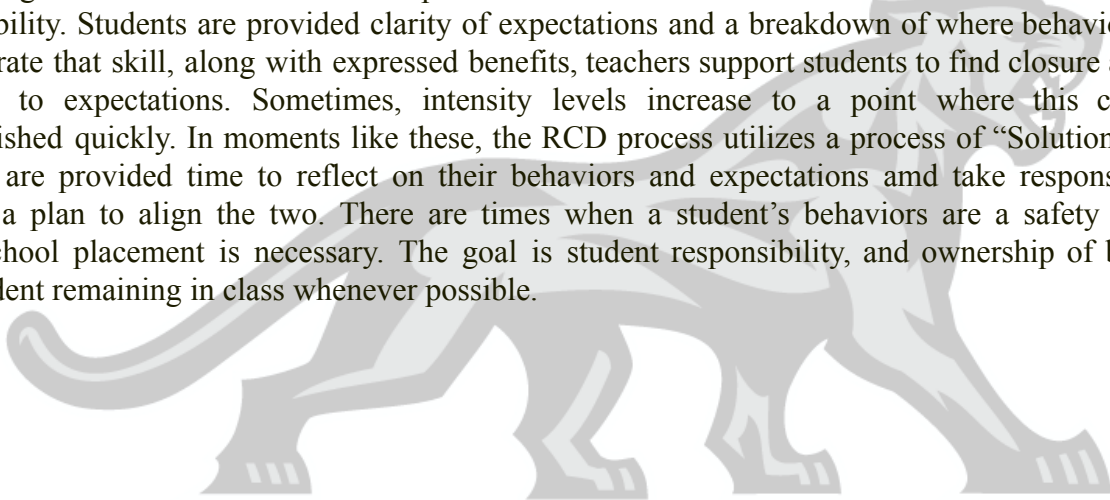 bility. Students are provided clarity of expectations and a breakdown of where behavio
rate that skill, along with expressed benefits, teachers support students to find closure
to expectations. Sometimes, intensity levels increase to a point where this c
ished quickly. In moments like these, the RCD process utilizes a process of “Solution
are provided time to reflect on their behaviors and expectations amd take respons
a plan to align the two. There are times when a student’s behaviors are a safety
chool placement is necessary. The goal is student responsibility, and ownership of b
dent remaining in class whenever possible.